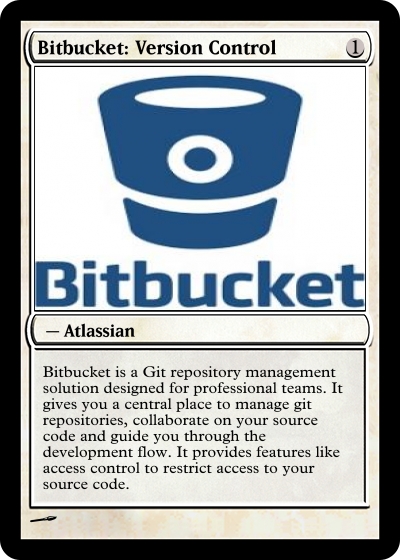 Bitbucket: Version Control 1
Bitbucket
— Atlassian
Bitbucket is a Git repository management
solution designed for professional teams. It
gives you a central place to manage git
repositories, collaborate on your source
code and guide you through the
development flow. It provides features like
access control to restrict access to your
source code.